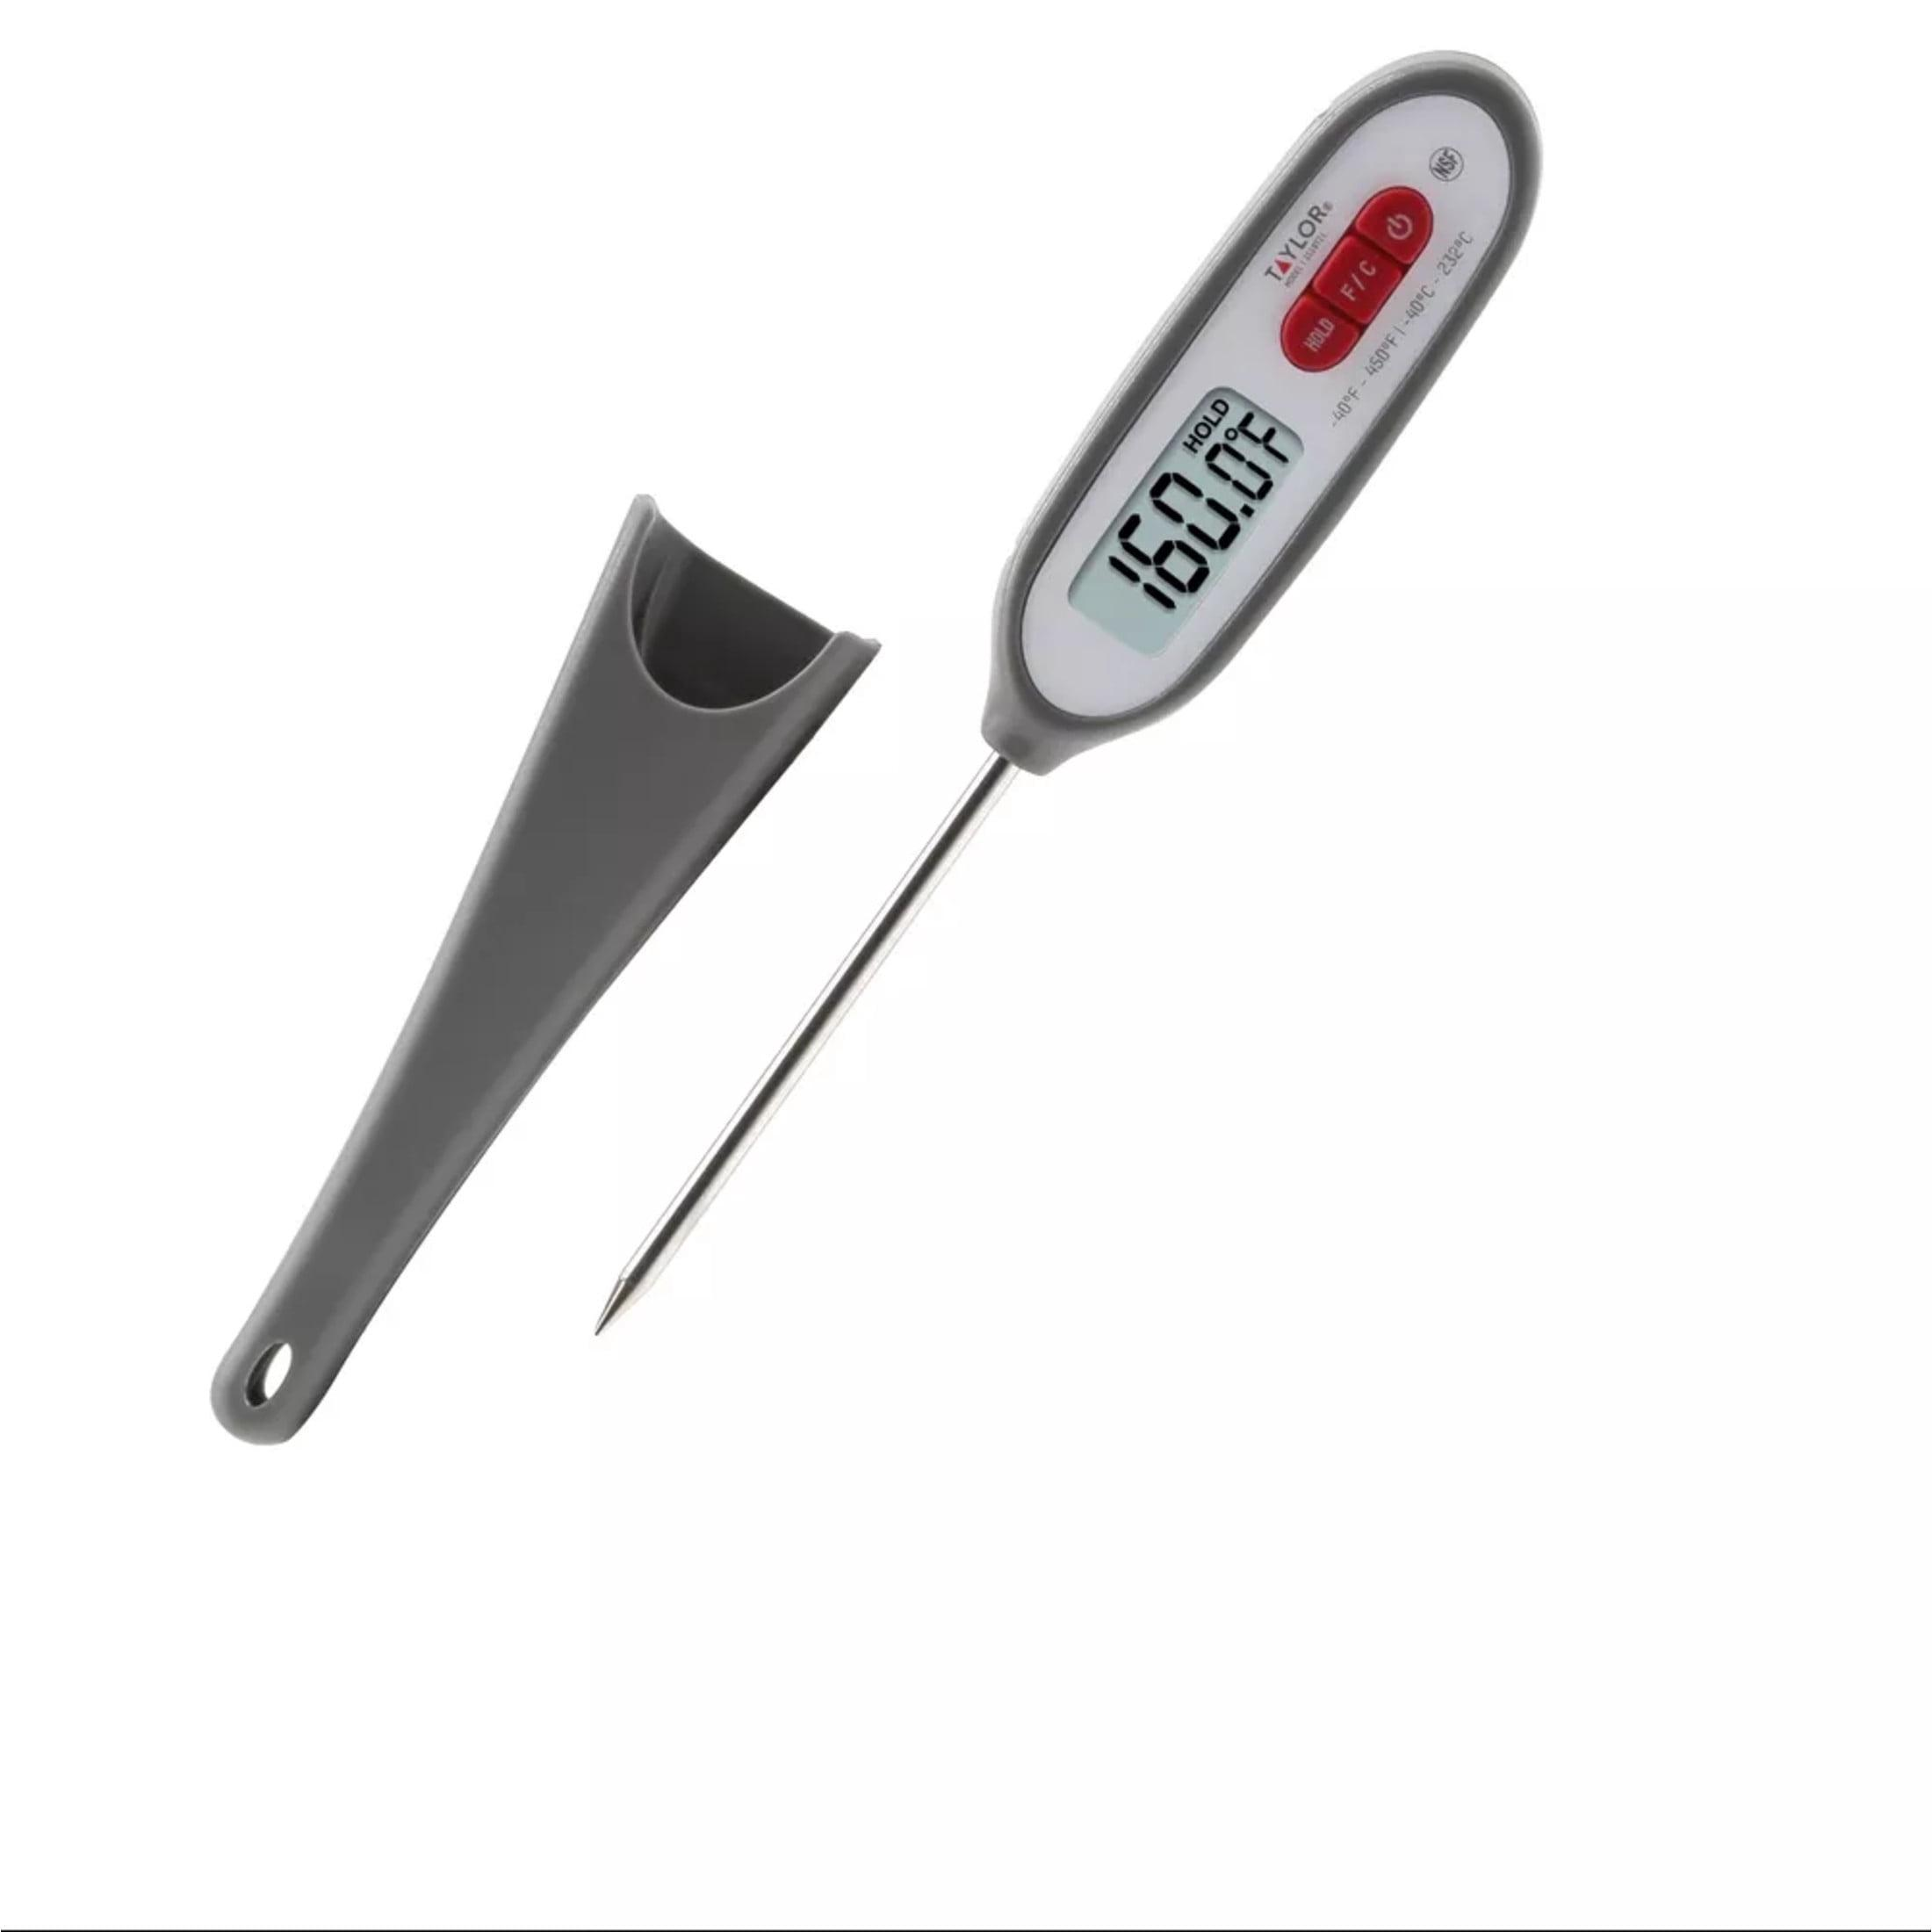 NSF
TAYLOR®
F / C
HOLD
-40°F - 450°F | -40°C - 232°C
HOLD
160.0°F